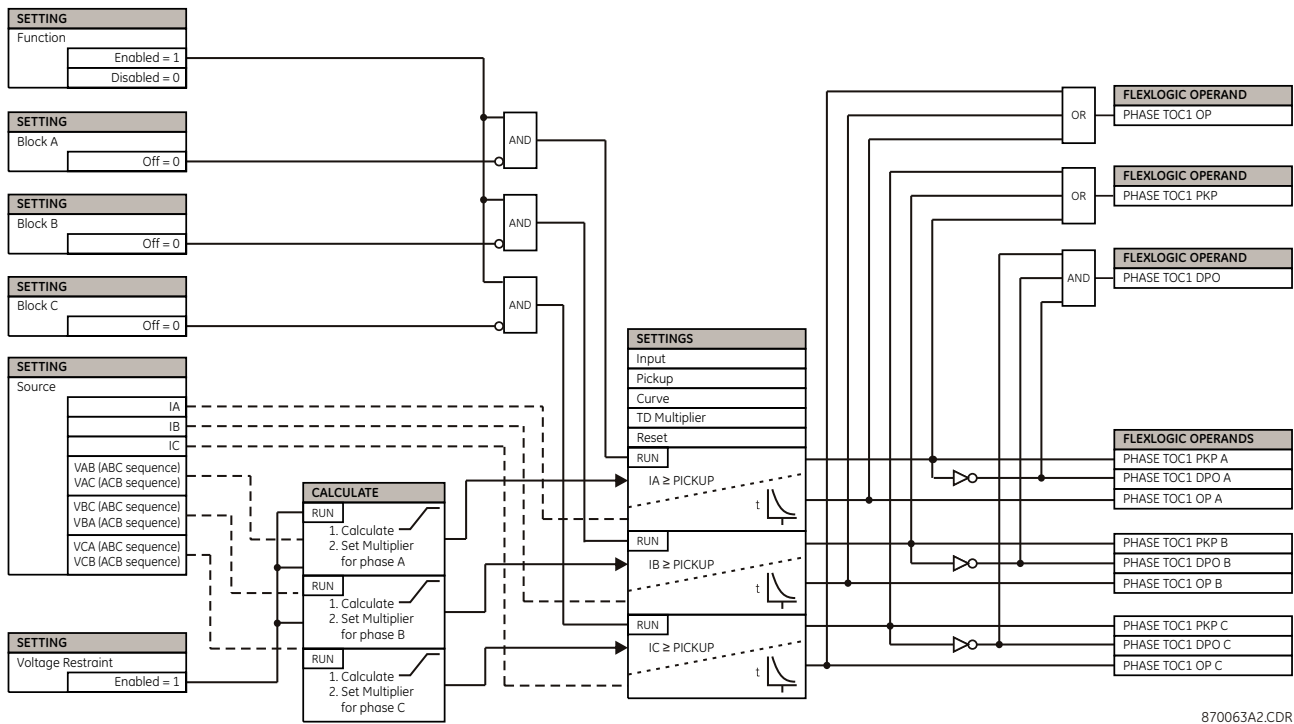 SETTING
Function
Enabled = 1
Disabled = 0
SETTING
Block A
Off = 0
SETTING
Block B
Off = 0
SETTING
Block C
Off = 0
SETTING
Source
IA
IB
IC
VAB (ABC sequence)
VAC (ACB sequence)
VBC (ABC sequence)
VBA (ACB sequence)
VCA (ABC sequence)
VCB (ACB sequence)
SETTING
Voltage Restraint
Enabled = 1
CALCULATE
RUN
1. Calculate
2. Set Multiplier
for phase A
RUN
1. Calculate
2. Set Multiplier
for phase B
RUN
1. Calculate
2. Set Multiplier
for phase C
AND
AND
AND
SETTINGS
Input
Pickup
Curve
TD Multiplier
Reset
RUN
IA ≥ PICKUP
t
RUN
IB ≥ PICKUP
t
RUN
IC ≥ PICKUP
t
OR
OR
AND
FLEXLOGIC OPERAND
PHASE TOC1 OP
FLEXLOGIC OPERAND
PHASE TOC1 PKP
FLEXLOGIC OPERAND
PHASE TOC1 DPO
FLEXLOGIC OPERANDS
PHASE TOC1 PKP A
PHASE TOC1 DPO A
PHASE TOC1 OP A
PHASE TOC1 PKP B
PHASE TOC1 DPO B
PHASE TOC1 OP B
PHASE TOC1 PKP C
PHASE TOC1 DPO C
PHASE TOC1 OP C
870063A2.CDR